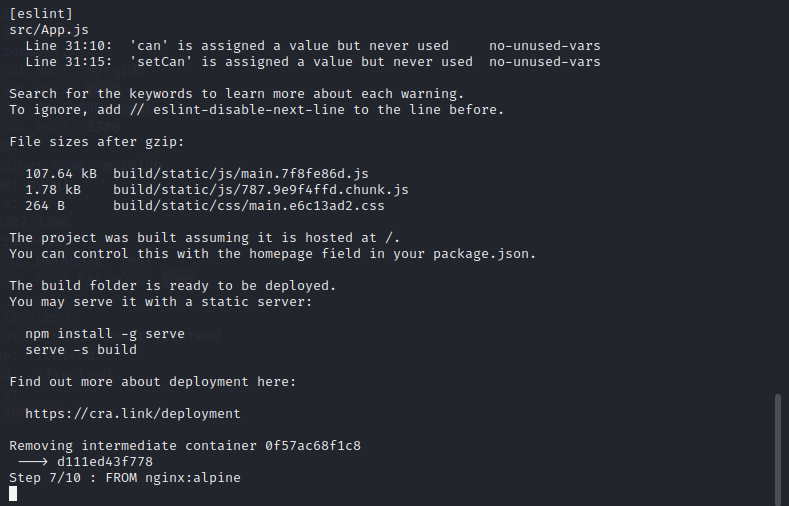 [eslint]
src/App.js
  Line 31:10:  'can' is assigned a value but never used     no-unused-vars
  Line 31:15:  'setCan' is assigned a value but never used  no-unused-vars

Search for the keywords to learn more about each warning.
To ignore, add // eslint-disable-next-line to the line before.

File sizes after gzip:

  107.64 kB  build/static/js/main.7f8fe86d.js
  1.78 kB    build/static/js/787.9e9f4ffd.chunk.js
  264 B      build/static/css/main.e6c13ad2.css

The project was built assuming it is hosted at /.
You can control this with the homepage field in your package.json.

The build folder is ready to be deployed.
You may serve it with a static server:

  npm install -g serve
  serve -s build

Find out more about deployment here:

  https://cra.link/deployment

Removing intermediate container 0f57ac68f1c8
 ---> d111ed43f778
Step 7/10 : FROM nginx:alpine